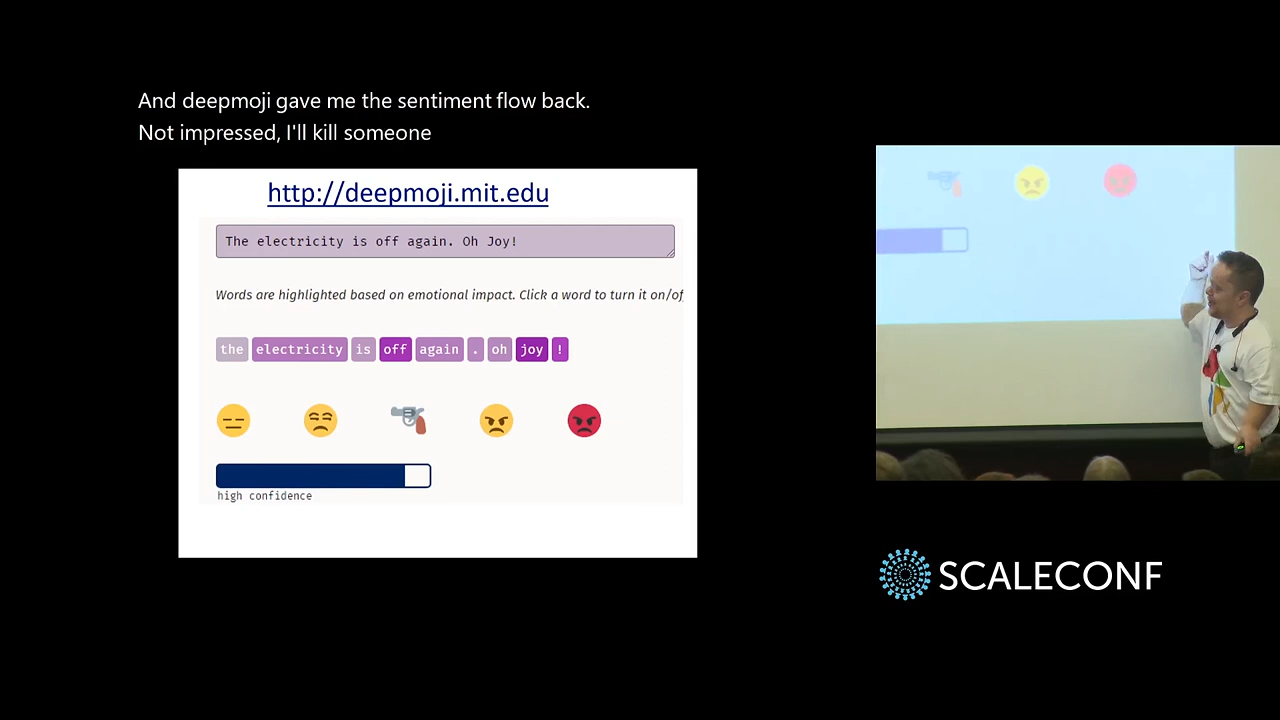 And deepmoji gave me the sentiment flow back.
Not impressed, I'll kill someone
http://deepmoji.mit.edu
The electricity is off again. Oh Joy!
Words are highlighted based on emotional impact. Click a word to turn it on/of
the electricity is off again . oh joy !
high confidence
SCALECONF